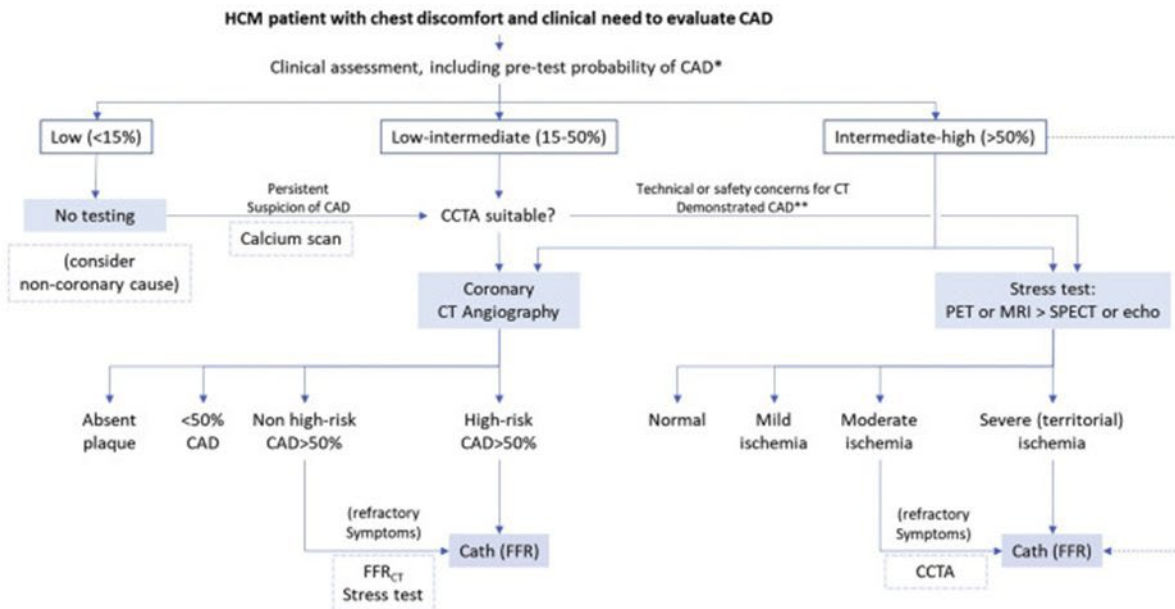 HCM patient with chest discomfort and clinical need to evaluate CAD
Clinical assessment, including pre-test probability of CAD*
Low (<15%)
Low-intermediate (15-50%)
Intermediate-high (>50%)
No testing
Persistent
Suspicion of CAD
Calcium scan
CCTA suitable?
Technical or safety concerns for CT
Demonstrated CAD**
(consider
non-coronary cause)
Coronary
CT Angiography
Stress test:
PET or MRI > SPECT or echo
Absent
plaque
<50%
CAD
Non high-risk
CAD>50%
High-risk
CAD>50%
Normal
Mild
ischemia
Moderate
ischemia
Severe (territorial)
ischemia
(refractory
Symptoms)
Cath (FFR)
FFRCT
Stress test
(refractory
Symptoms)
Cath (FFR)
CCTA